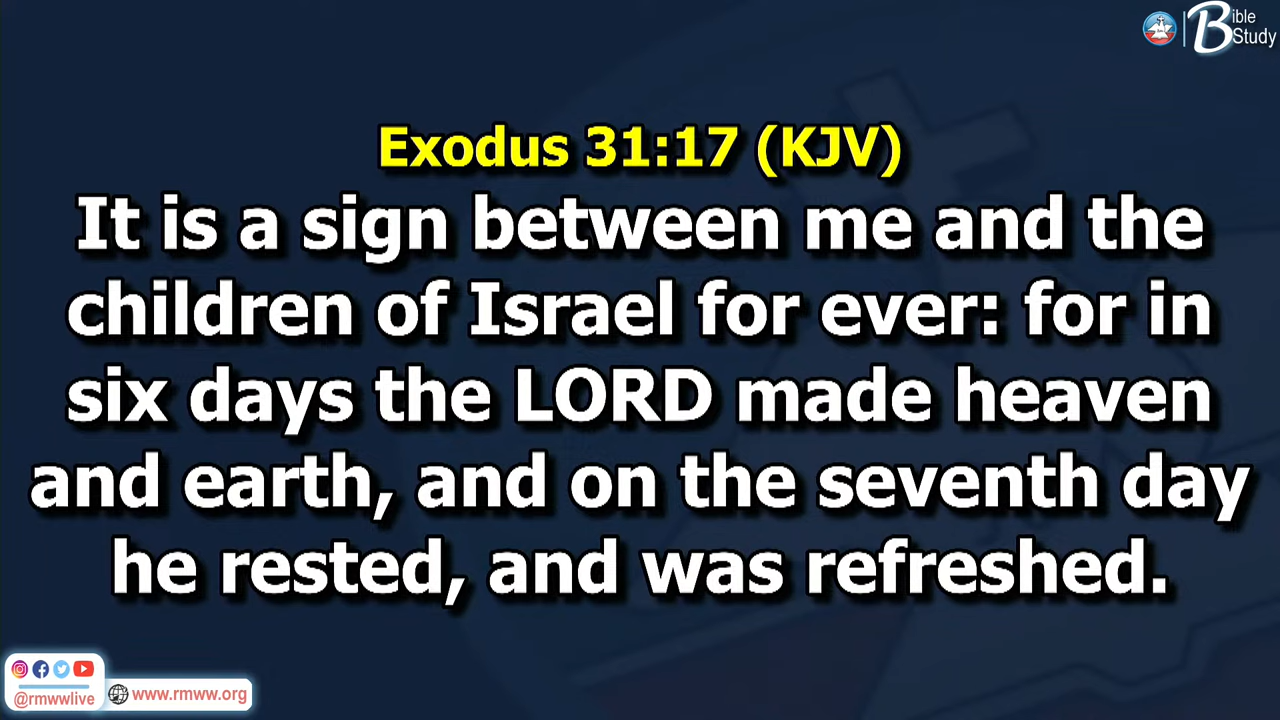 Bible
Study
Exodus 31:17 (KJV)
It is a sign between me and the
children of Israel for ever: for in
six days the LORD made heaven
and earth, and on the seventh day
he rested, and was refreshed.
@rmwwlive
www.rmww.org